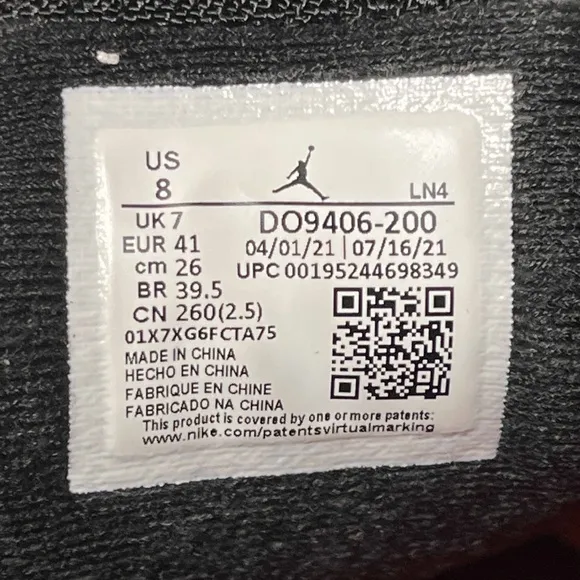 US
8
LN4
UK 7
DO9406-200
EUR 41
04/01/21 | 07/16/21
cm 26
UPC 00195244698349
BR 39.5
CN 260(2.5)
01X7XG6FCTA75
MADE IN CHINA
HECHO EN CHINA
FABRIQUE EN CHINE
FABRICADO NA CHINA
This product is covered by one or more patents:
www.nike.com/patentsvirtualmarking